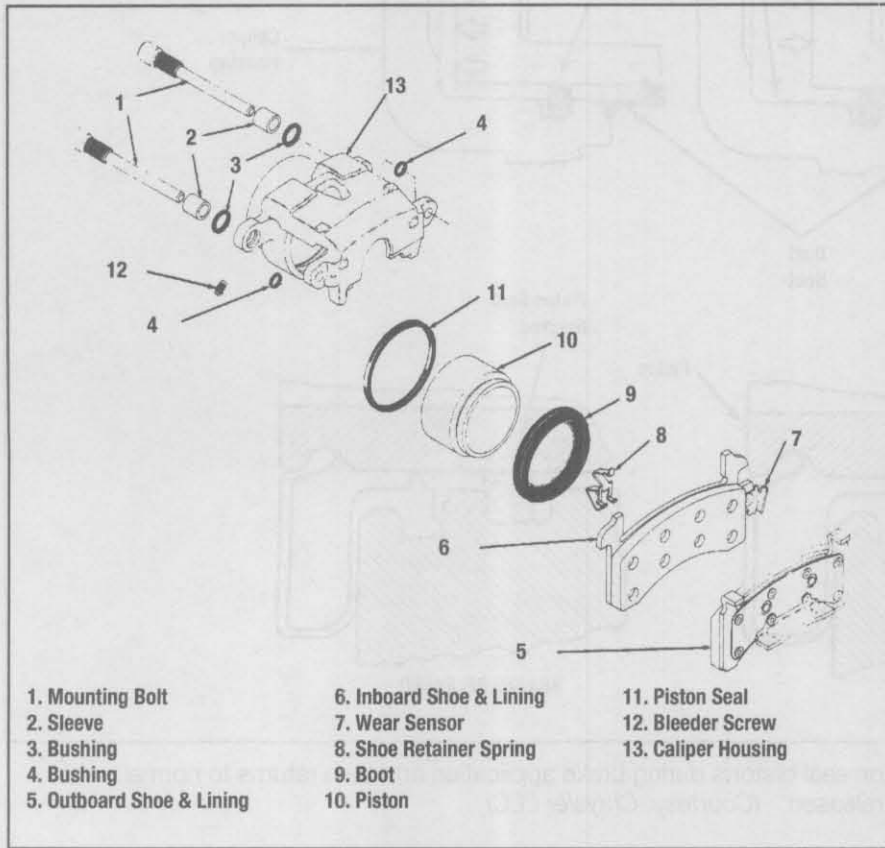 1
2
3
13
4
12
4
11
10
9
8
7
6
5
1. Mounting Bolt
2. Sleeve
3. Bushing
4. Bushing
5. Outboard Shoe & Lining
6. Inboard Shoe & Lining
7. Wear Sensor
8. Shoe Retainer Spring
9. Boot
10. Piston
11. Piston Seal
12. Bleeder Screw
13. Caliper Housing